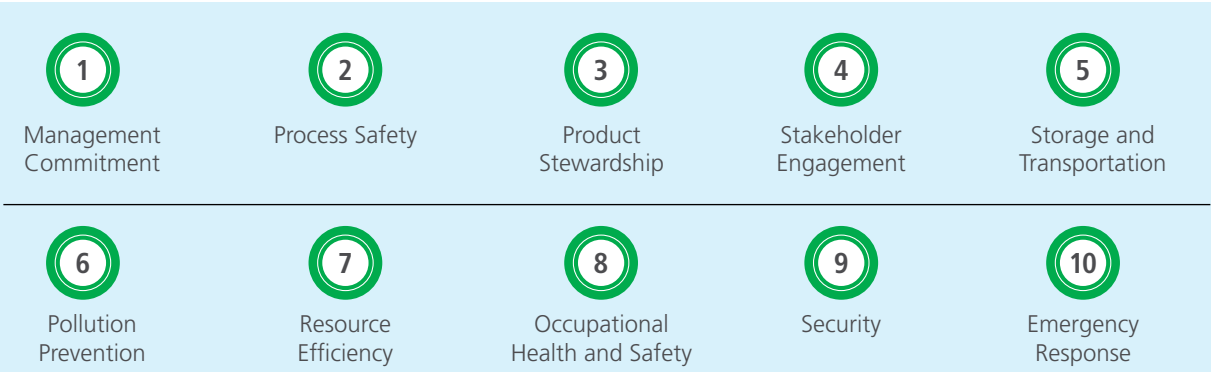 1
2
3
4
5
Management
Commitment
Process Safety
Product
Stewardship
Stakeholder
Engagement
Storage and
Transportation
6
7
8
9
10
Pollution
Prevention
Resource
Efficiency
Occupational
Health and Safety
Security
Emergency
Response